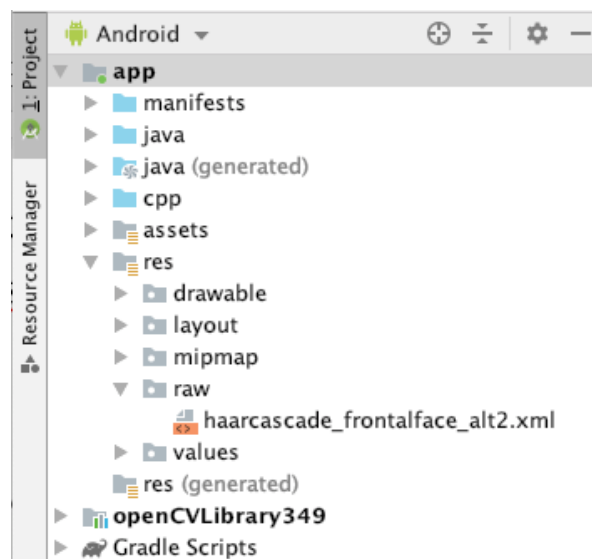 Android
1: Project
Resource Manager
app
manifests
java
java (generated)
cpp
assets
res
drawable
layout
mipmap
raw
haarcascade_frontalface_alt2.xml
values
res (generated)
openCVLibrary349
Gradle Scripts